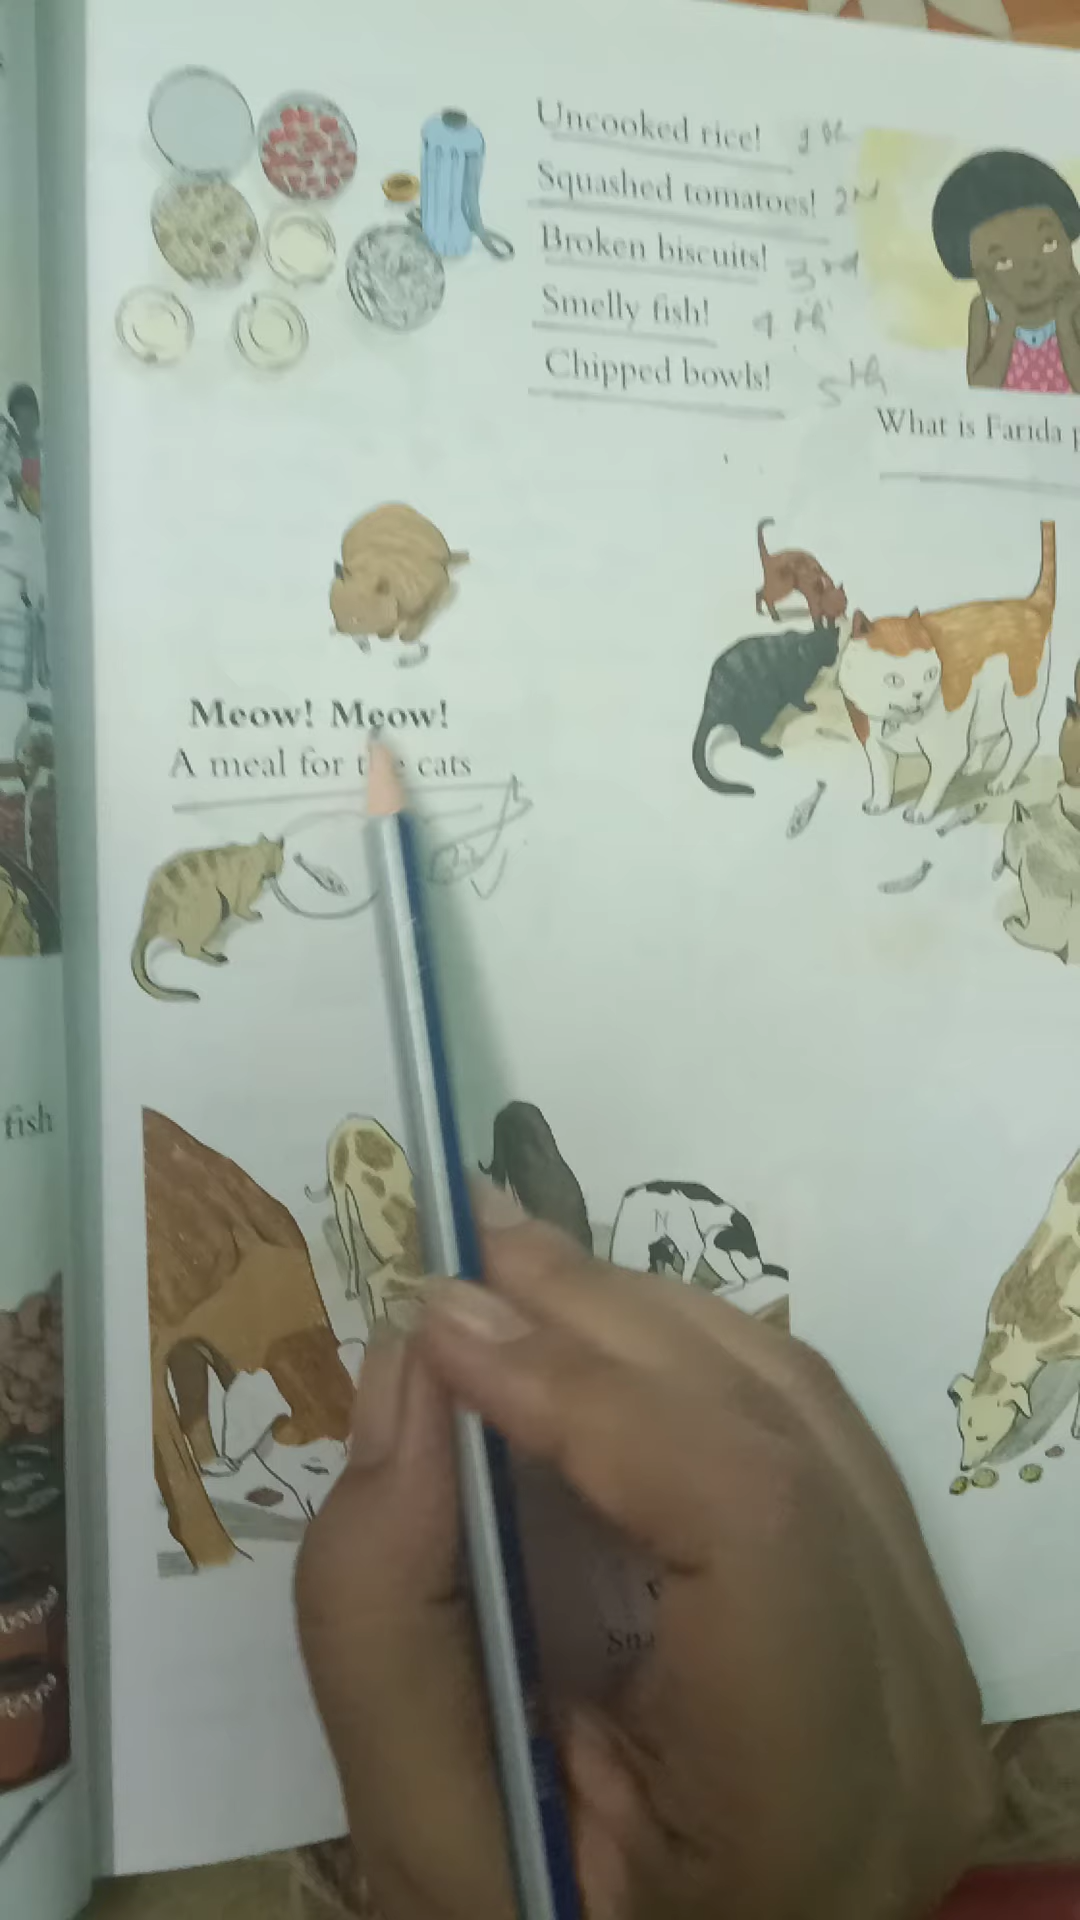 Uncooked rice! 1st
Squashed tomatoes! 2nd
Broken biscuits! 3rd
Smelly fish! 4th
Chipped bowls! 5th
What is Farida
Meow! Meow!
A meal for the cats
fish